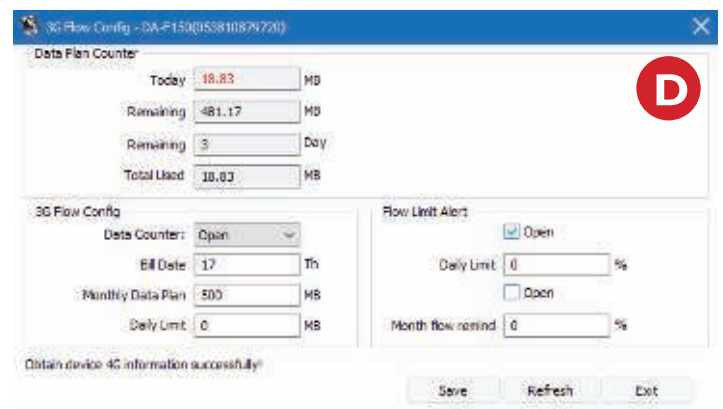 3G Flow Config - DA-F150(053810879720)
Data Plan Counter
D
Today 18.83 MB
Remaining 481.17 MB
Remaining 3 Day
Total Used 18.83 MB
3G Flow Config
Data Counter: Open
Bill Date 17 Th
Monthly Data Plan 500 MB
Daily Limit 0 MB
Flow Limit Alert
Open
Daily Limit 0 %
Open
Month flow remind 0 %
Obtain device 4G information successfully!
Save Refresh Exit